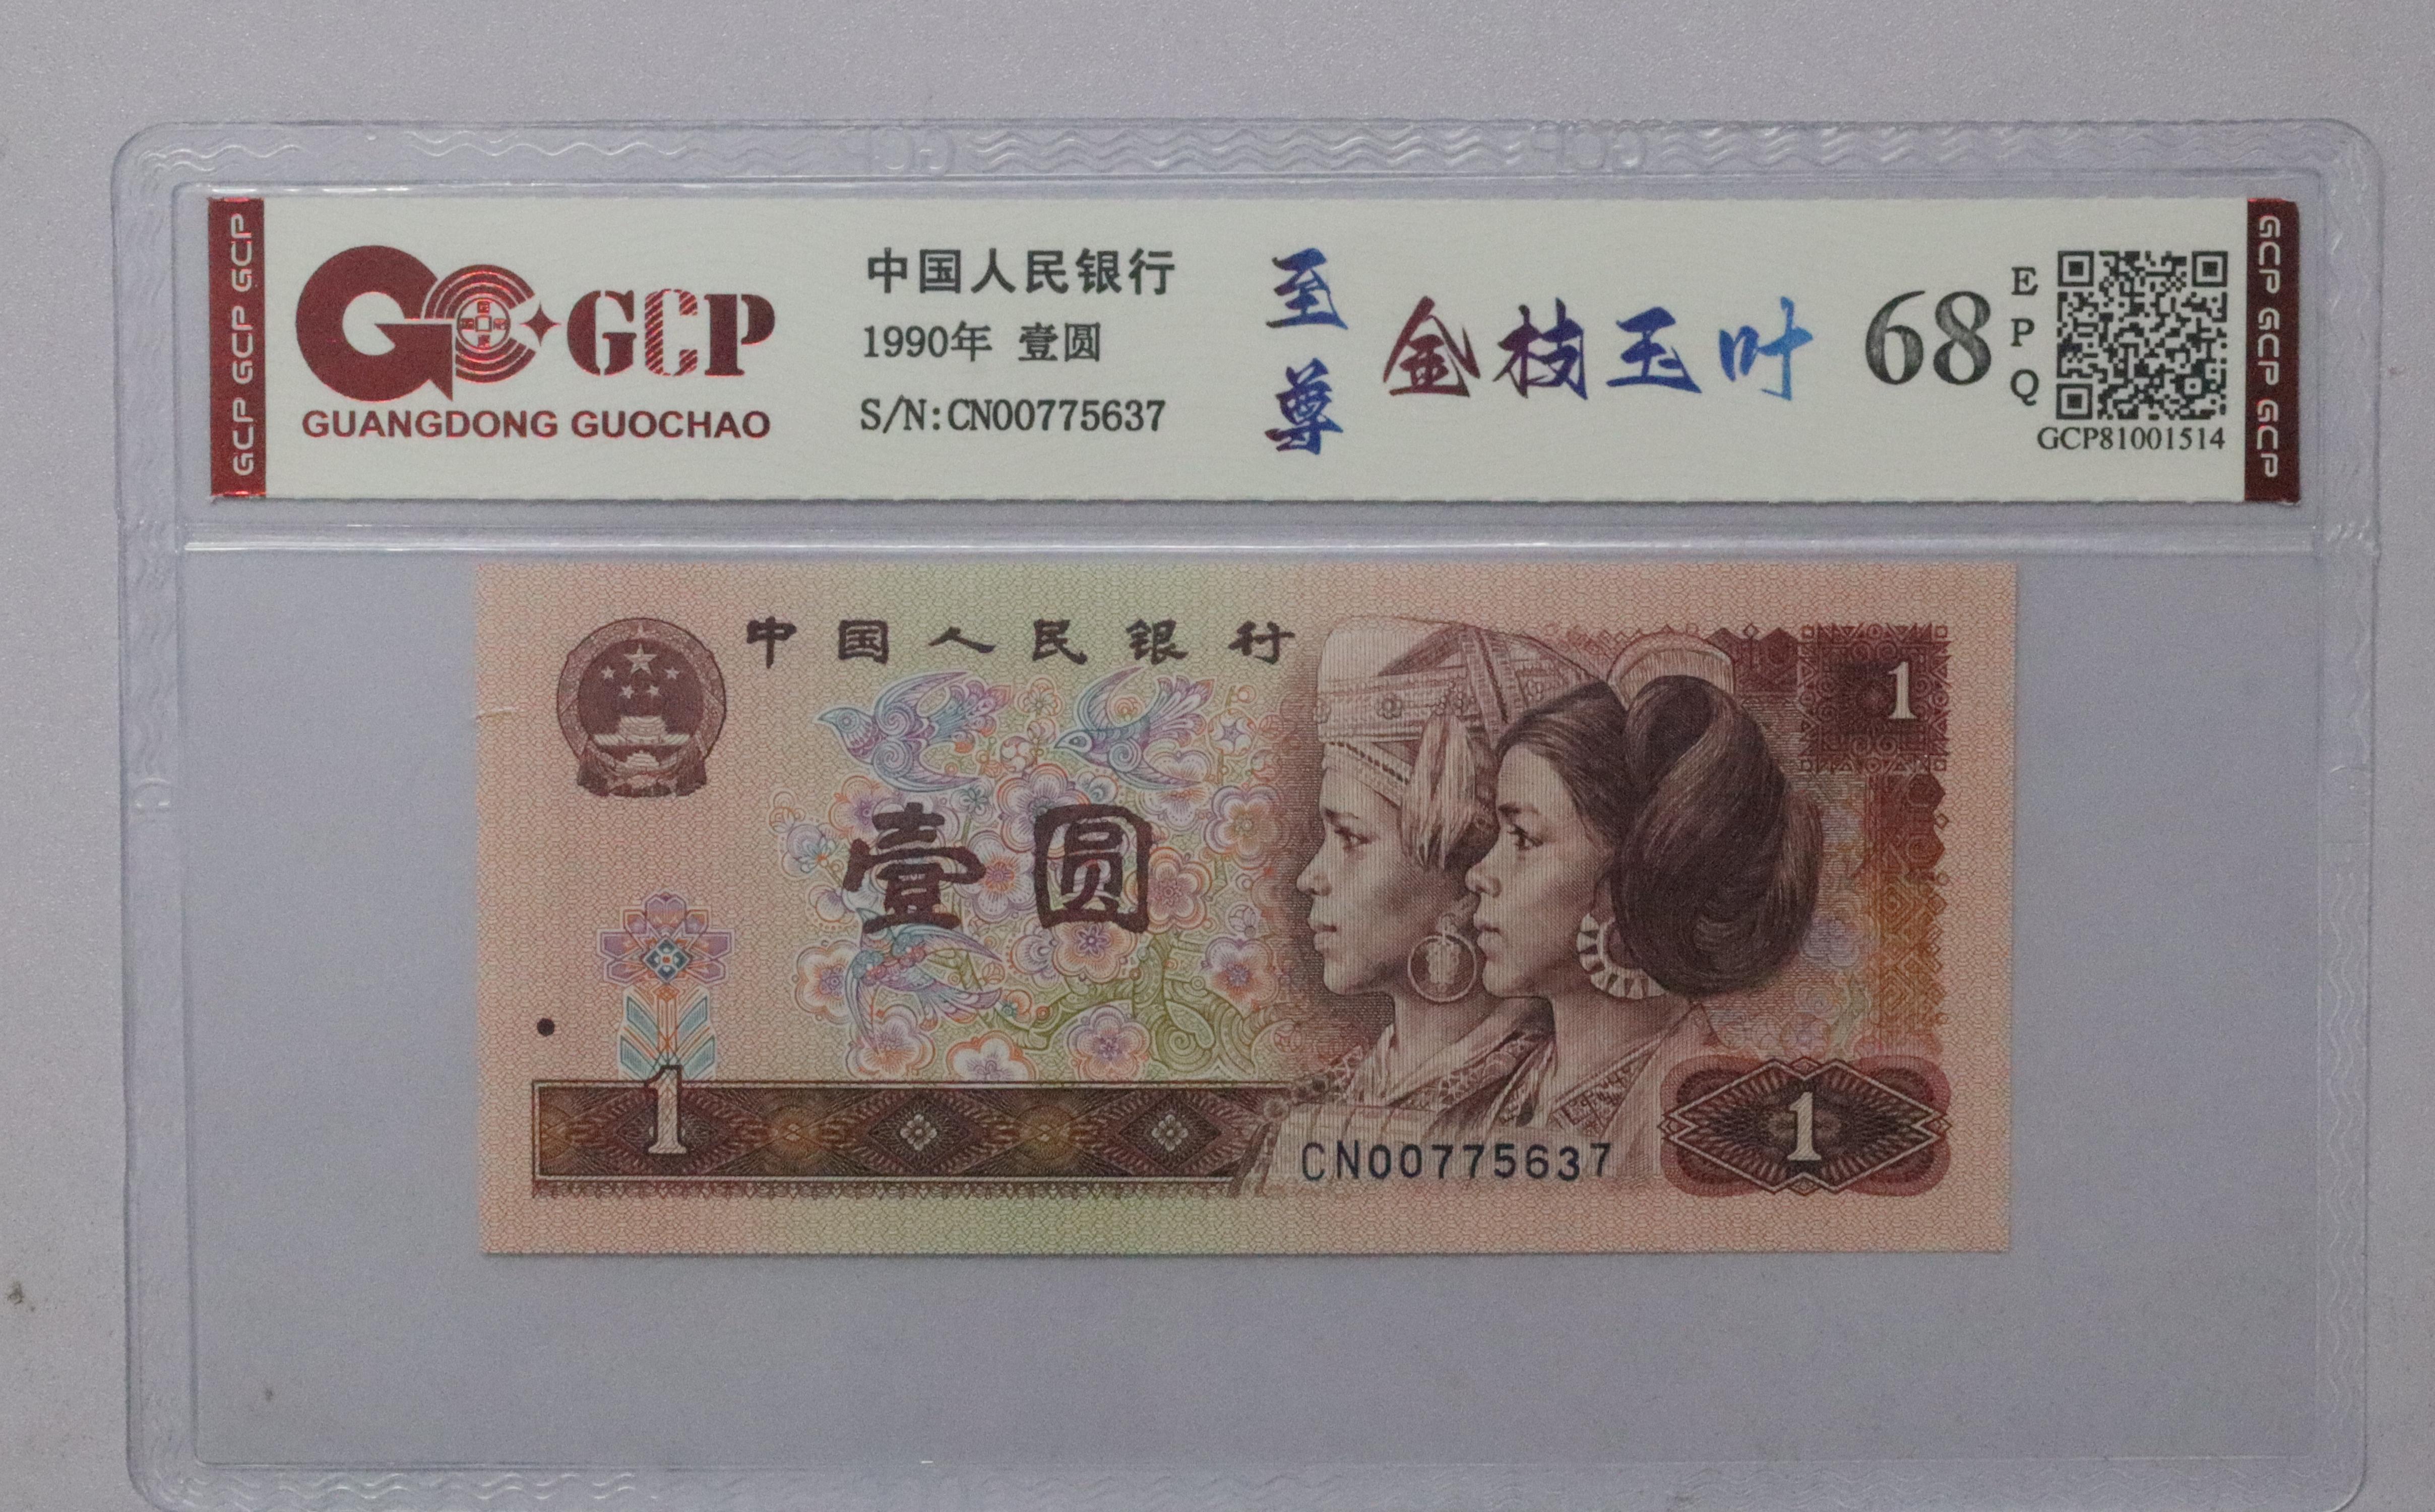 GCP GCP GCP
GCP
GUANGDONG GUOCHAO
中国人民银行
1990年 壹圆
S/N:CN00775637
至尊
金枝玉叶
68
EPQ
GCP81001514
GCP GCP GCP
中国人民银行
1
壹圆
1
CN00775637
1